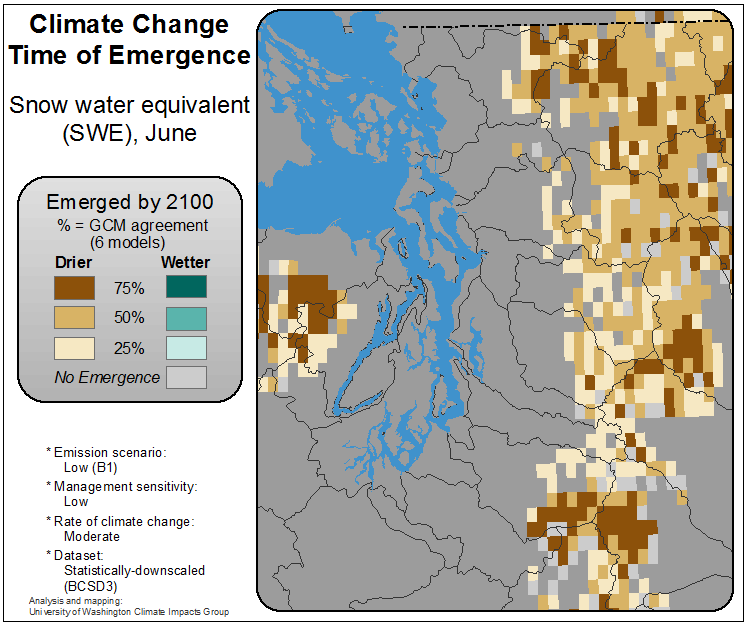 Climate Change
Time of Emergence
Snow water equivalent
(SWE), June
Emerged by 2100
% = GCM agreement
(6 models)
Drier Wetter
75%
50%
25%
No Emergence
* Emission scenario:
Low (B1)
* Management sensitivity:
Low
* Rate of climate change:
Moderate
* Dataset:
Statistically-downscaled
(BCSD3)
Analysis and mapping:
University of Washington Climate Impacts Group